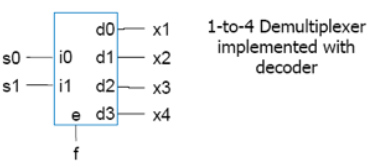 d0 x1
s0 i0 d1 x2
s1 i1 d2 x3
e d3 x4
f
1-to-4 Demultiplexer
implemented with
decoder